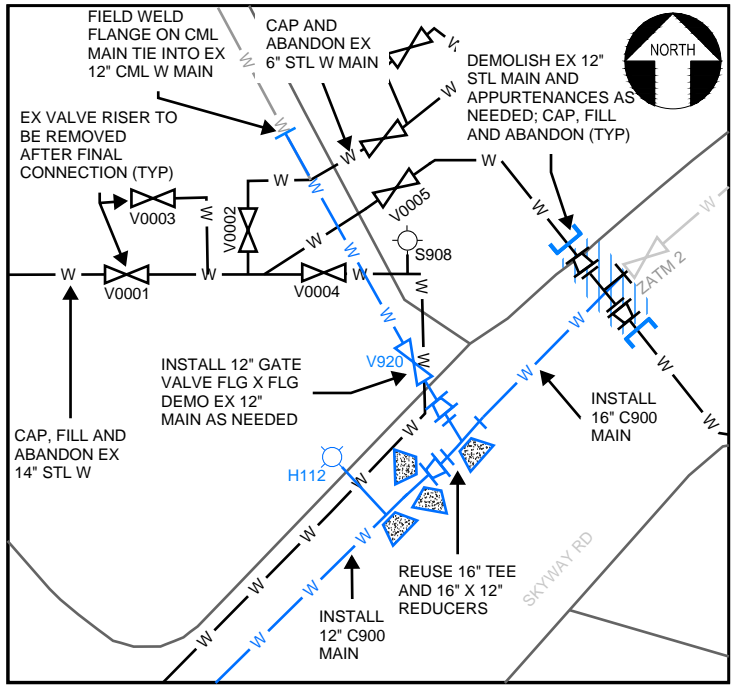 FIELD WELD
FLANGE ON CML
MAIN TIE INTO EX
12" CML W MAIN
CAP AND
ABANDON EX
6" STL W MAIN
DEMOLISH EX 12"
STL MAIN AND
APPURTENANCES AS
NEEDED; CAP, FILL
AND ABANDON (TYP)
NORTH
EX VALVE RISER TO
BE REMOVED
AFTER FINAL
CONNECTION (TYP)
W
W
W
W
W
W
V0003
W
V0002
W
W
V0005
W
W
W
S908
ZATM 2
W
W
V0001
V0004
W
W
W
INSTALL 12" GATE
VALVE FLG X FLG
DEMO EX 12"
MAIN AS NEEDED
V920
W
W
W
INSTALL
16" C900
MAIN
CAP, FILL AND
ABANDON EX
14" STL W
W
W
H112
W
W
W
REUSE 16" TEE
AND 16" X 12"
REDUCERS
SKYWAY RD
INSTALL
12" C900
MAIN
W
W